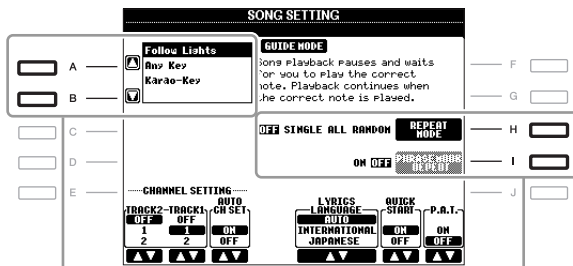 SONG SETTING
Follow Lights
Any Key
Karao-Key
GUIDE MODE
Song Playback Pauses and waits
for you to Play the correct
note. Playback continues when
the correct note is Played.
A
B
C
D
E
F
G
H
I
J
OFF SINGLE ALL RANDOM REPEAT MODE
ON OFF PHRASE MARK REPEAT
CHANNEL SETTING
TRACK2 TRACK1 AUTO CH SET
OFF OFF
1 1 ON
2 2 OFF
LYRICS LANGUAGE
AUTO
INTERNATIONAL
JAPANESE
QUICK START
ON
OFF
P.A.T.
ON
OFF